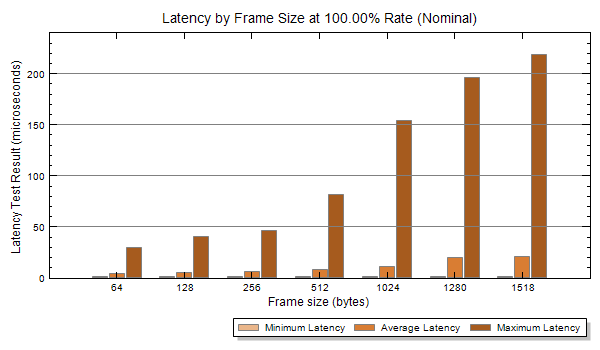 Latency by Frame Size at 100.00% Rate (Nominal)
Latency Test Result (microseconds)
200
150
100
50
0
64 128 256 512 1024 1280 1518
Frame size (bytes)
Minimum Latency Average Latency Maximum Latency